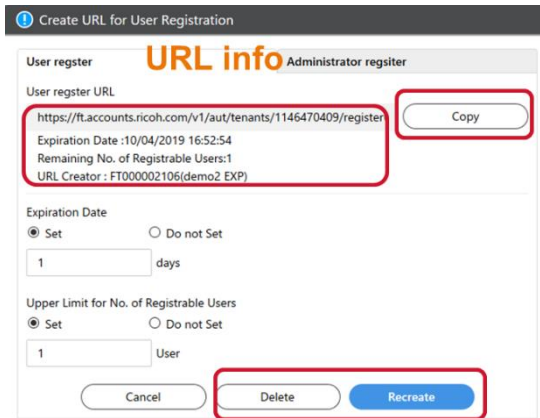 Create URL for User Registration
User regster URL info Administrator regsiter
User regster URL
https://ft.accounts.ricoh.com/v1/aut/tenants/1146470409/register Copy
Expiration Date :10/04/2019 16:52:54
Remaining No. of Registrable Users:1
URL Creator : FT000002106(demo2 EXP)
Expiration Date
Set Do not Set
1 days
Upper Limit for No. of Registrable Users
Set Do not Set
1 User
Cancel Delete Recreate